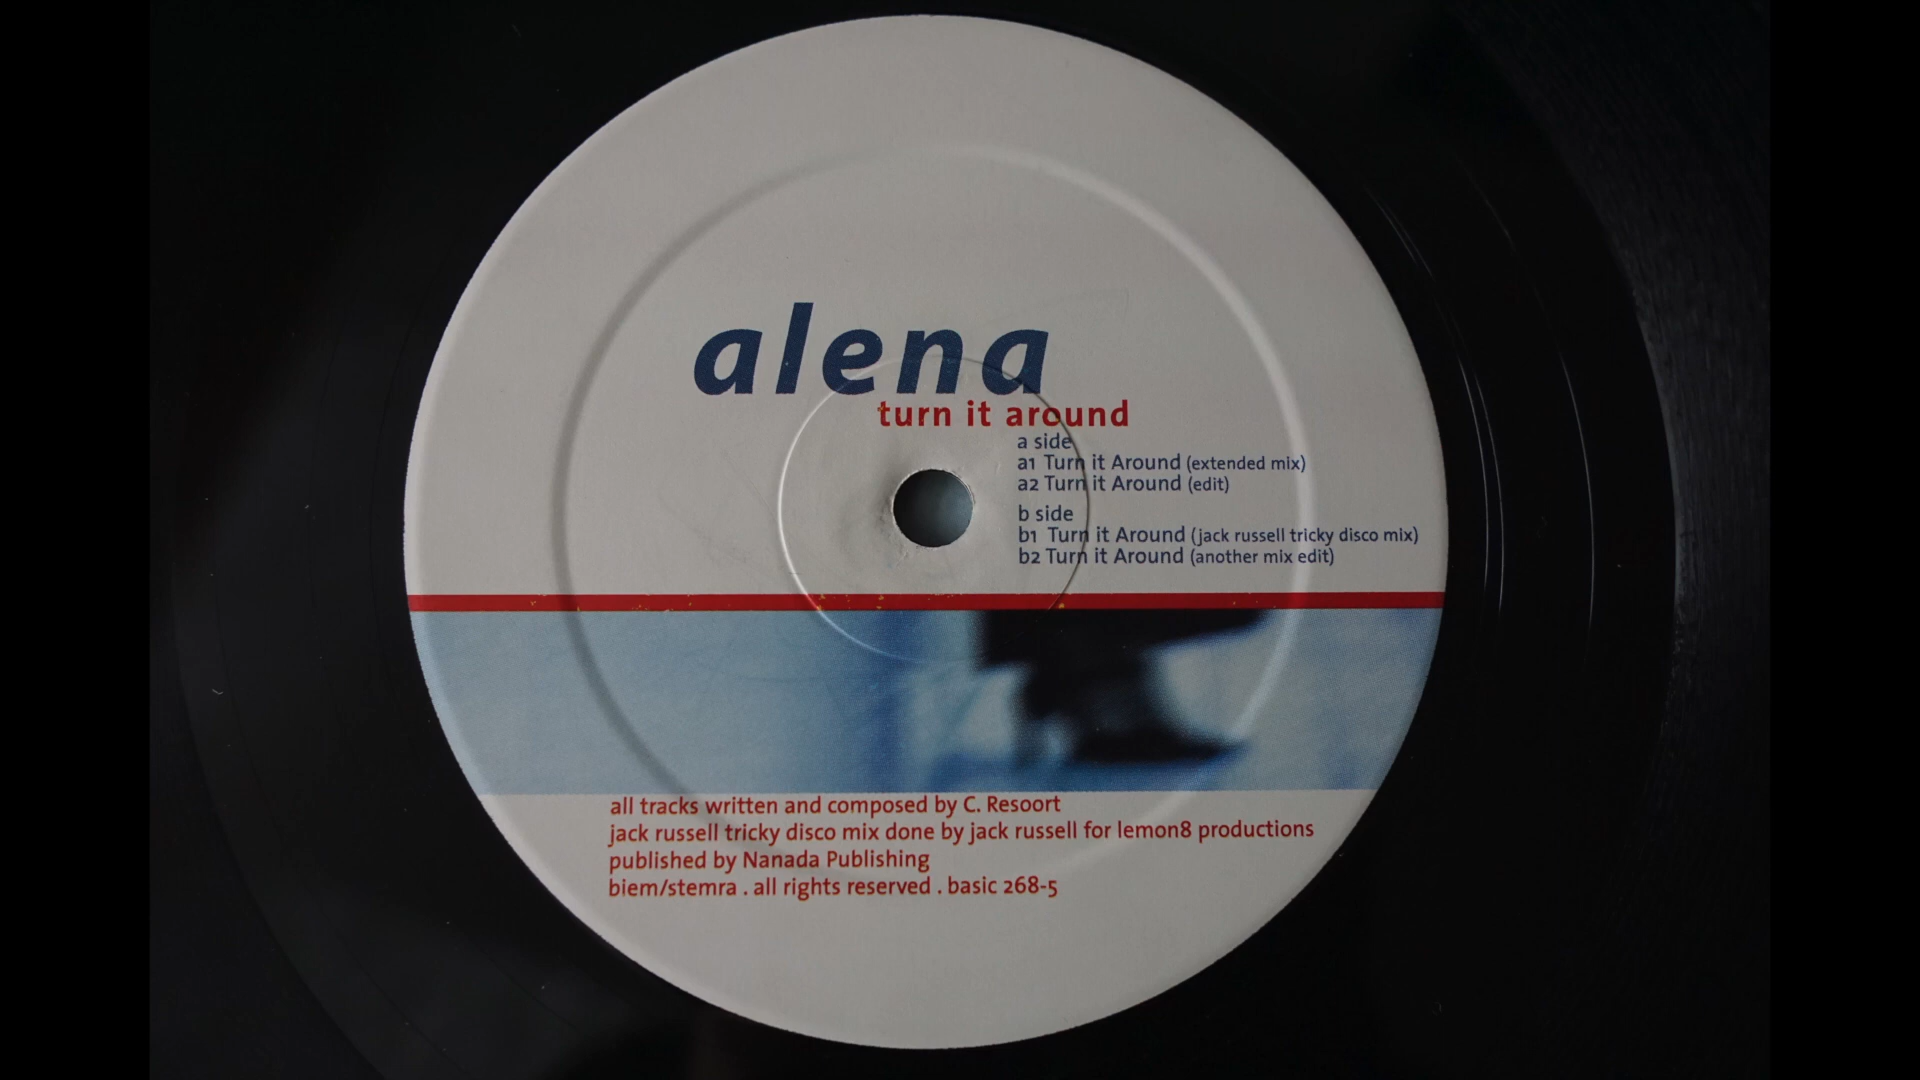 alena
turn it around
a side
a1 Turn it Around (extended mix)
a2 Turn it Around (edit)
b side
b1 Turn it Around (jack russell tricky disco mix)
b2 Turn it Around (another mix edit)
all tracks written and composed by C. Resoort
jack russell tricky disco mix done by jack russell for lemon8 productions
published by Nanada Publishing
biem/stemra . all rights reserved . basic 268-5